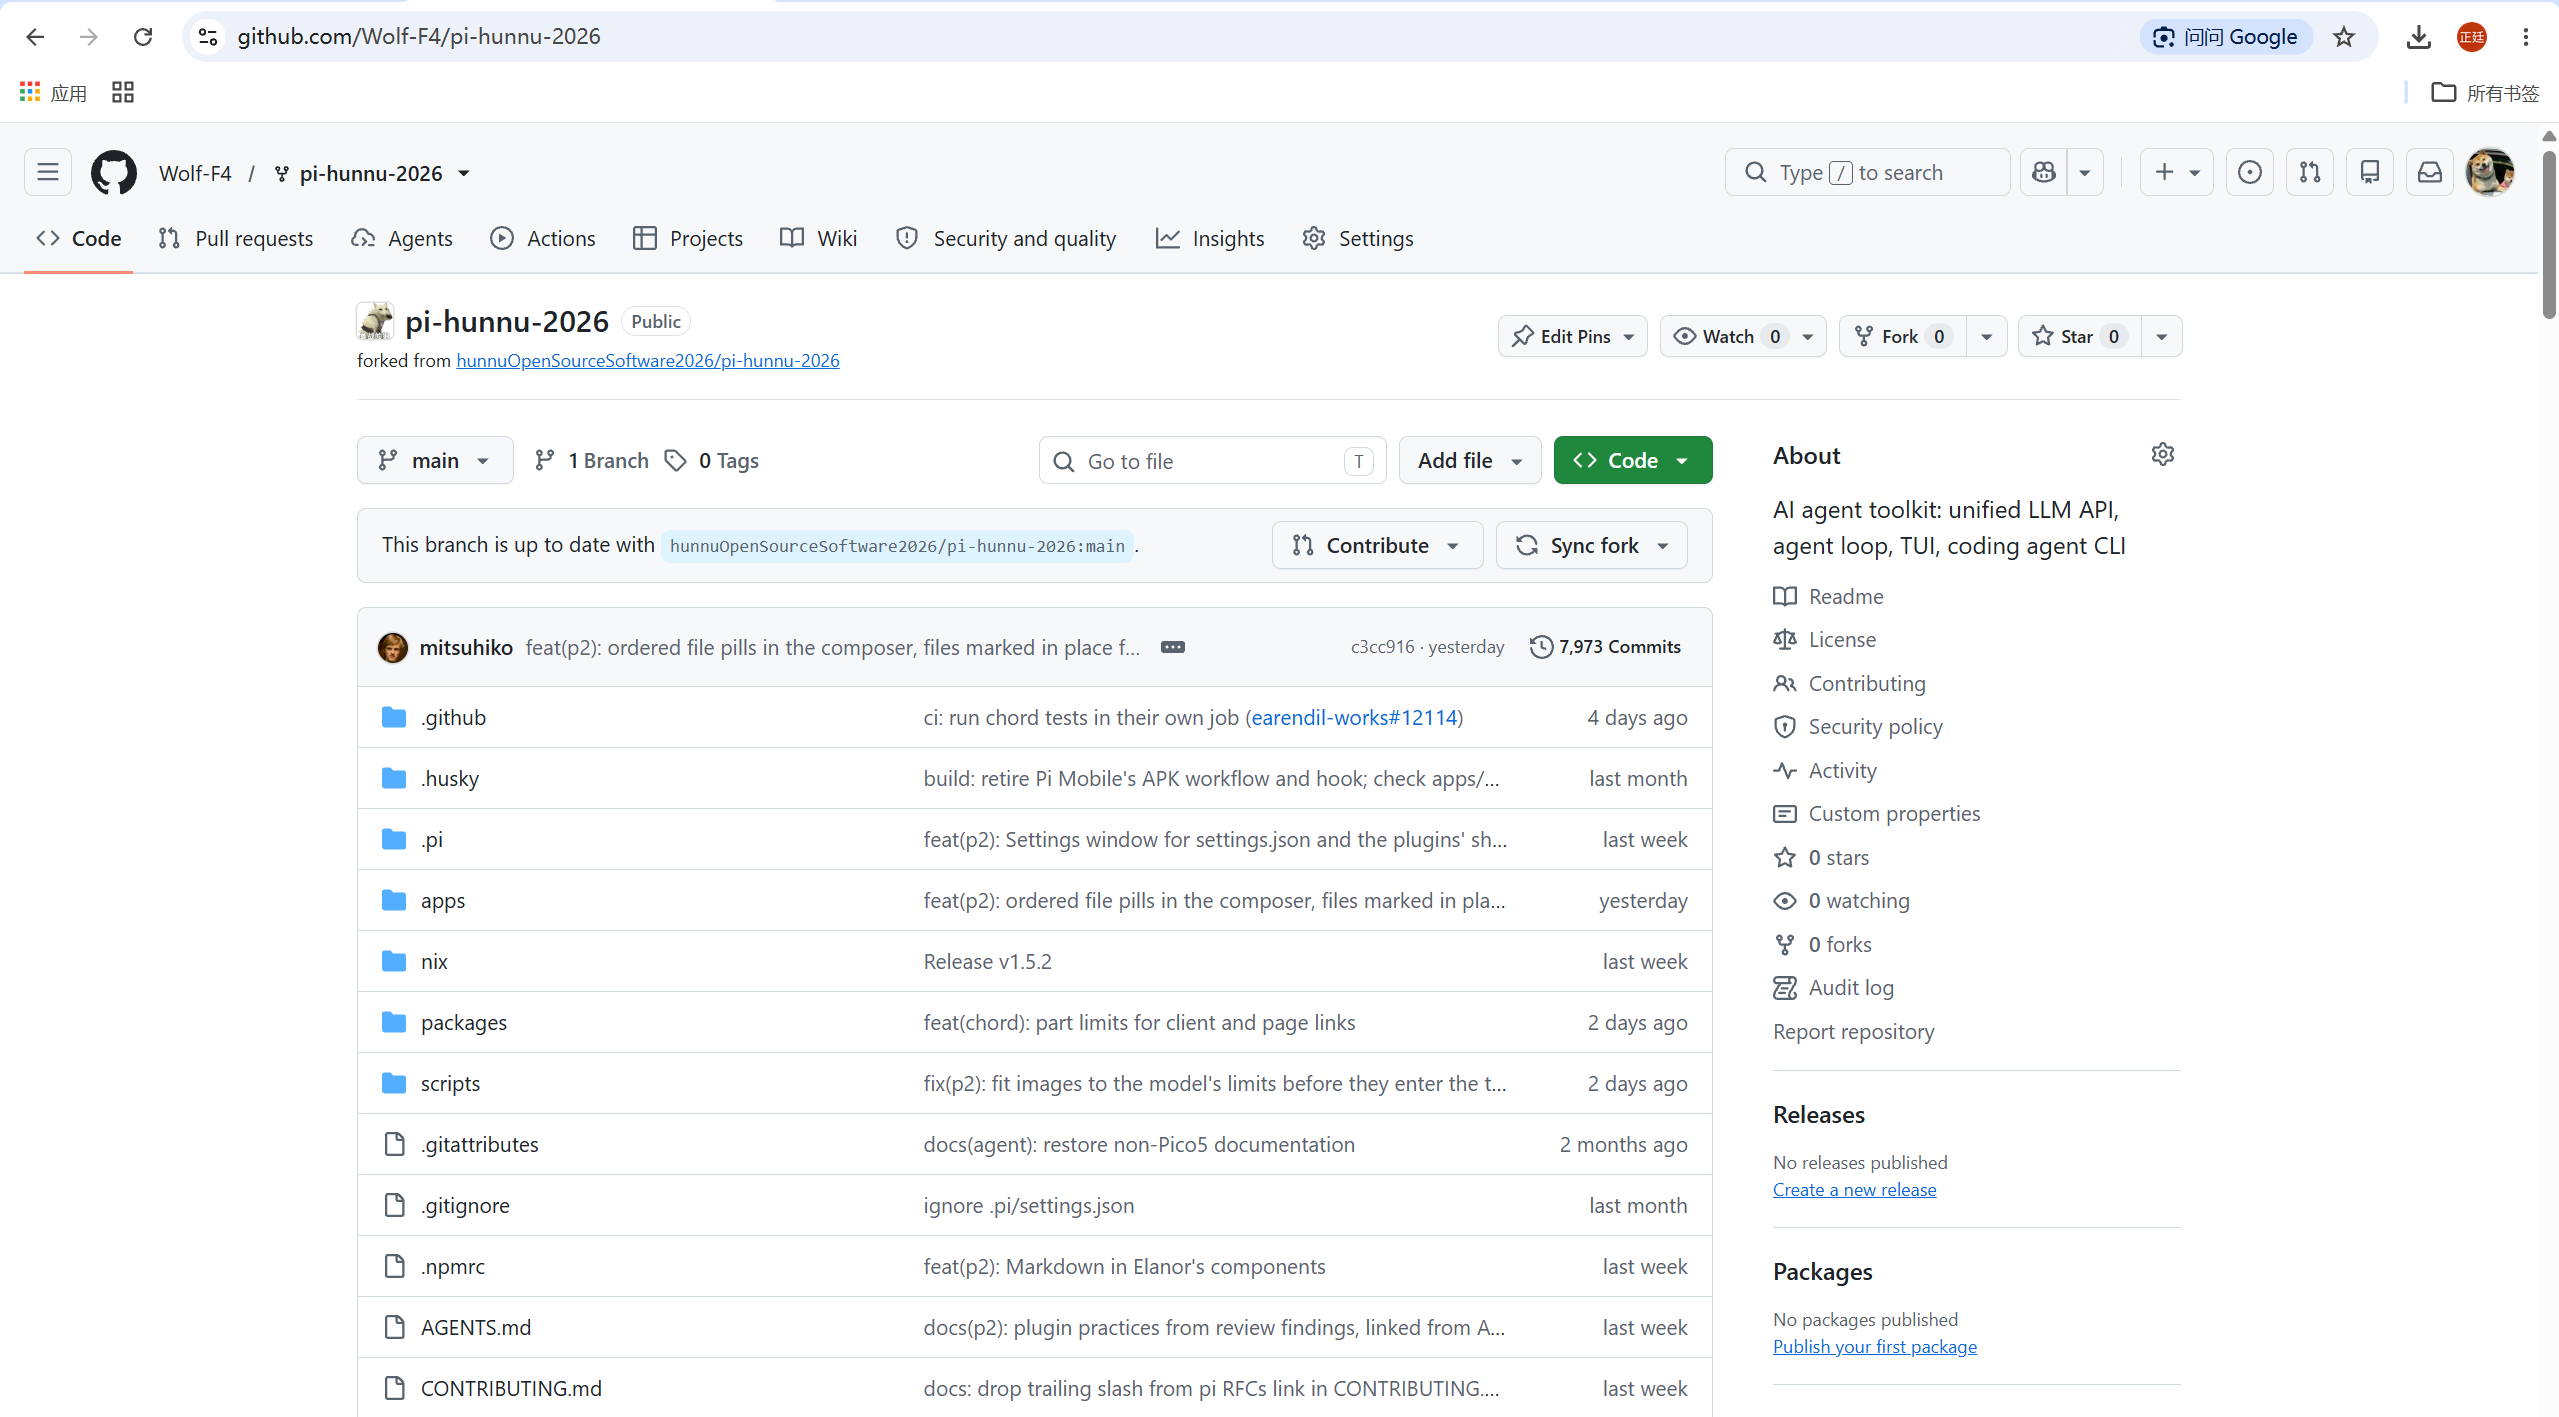 github.com/Wolf-F4/pi-hunnu-2026
问问 Google
正廷
应用
所有书签
Wolf-F4 / pi-hunnu-2026
Type / to search
Code
Pull requests
Agents
Actions
Projects
Wiki
Security and quality
Insights
Settings
pi-hunnu-2026 Public
forked from hunnuOpenSourceSoftware2026/pi-hunnu-2026
Edit Pins
Watch 0
Fork 0
Star 0
main
1 Branch
0 Tags
Go to file T
Add file
Code
This branch is up to date with hunnuOpenSourceSoftware2026/pi-hunnu-2026:main .
Contribute
Sync fork
mitsuhiko feat(p2): ordered file pills in the composer, files marked in place f... c3cc916 · yesterday 7,973 Commits
.github ci: run chord tests in their own job (earendil-works#12114) 4 days ago
.husky build: retire Pi Mobile's APK workflow and hook; check apps/... last month
.pi feat(p2): Settings window for settings.json and the plugins' sh... last week
apps feat(p2): ordered file pills in the composer, files marked in pla... yesterday
nix Release v1.5.2 last week
packages feat(chord): part limits for client and page links 2 days ago
scripts fix(p2): fit images to the model's limits before they enter the t... 2 days ago
.gitattributes docs(agent): restore non-Pico5 documentation 2 months ago
.gitignore ignore .pi/settings.json last month
.npmrc feat(p2): Markdown in Elanor's components last week
AGENTS.md docs(p2): plugin practices from review findings, linked from A... last week
CONTRIBUTING.md docs: drop trailing slash from pi RFCs link in CONTRIBUTING.... last week
About
AI agent toolkit: unified LLM API,
agent loop, TUI, coding agent CLI
Readme
License
Contributing
Security policy
Activity
Custom properties
0 stars
0 watching
0 forks
Audit log
Report repository
Releases
No releases published
Create a new release
Packages
No packages published
Publish your first package